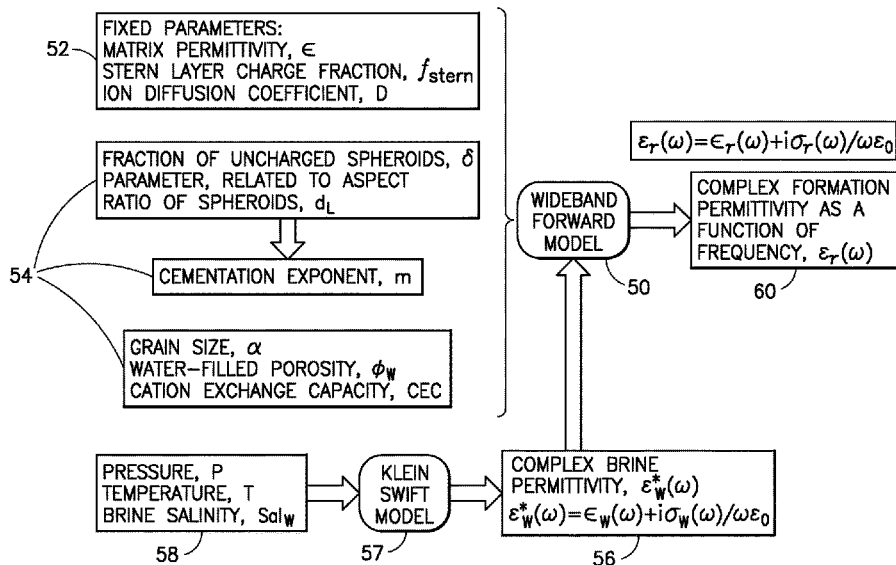 FIXED PARAMETERS:
MATRIX PERMITTIVITY, ϵ
STERN LAYER CHARGE FRACTION, fstern
ION DIFFUSION COEFFICIENT, D
52
FRACTION OF UNCHARGED SPHEROIDS, δ
PARAMETER, RELATED TO ASPECT
RATIO OF SPHEROIDS, dL
CEMENTATION EXPONENT, m
54
GRAIN SIZE, α
WATER-FILLED POROSITY, ϕW
CATION EXCHANGE CAPACITY, CEC
WIDEBAND
FORWARD
MODEL
50
εr(ω)=ϵr(ω)+iσr(ω)/ωε0
COMPLEX FORMATION
PERMITTIVITY AS A
FUNCTION OF
FREQUENCY, εr(ω)
60
PRESSURE, P
TEMPERATURE, T
BRINE SALINITY, SalW
58
KLEIN
SWIFT
MODEL
57
COMPLEX BRINE
PERMITTIVITY, ε*W(ω)
ε*W(ω)=ϵW(ω)+iσW(ω)/ωε0
56